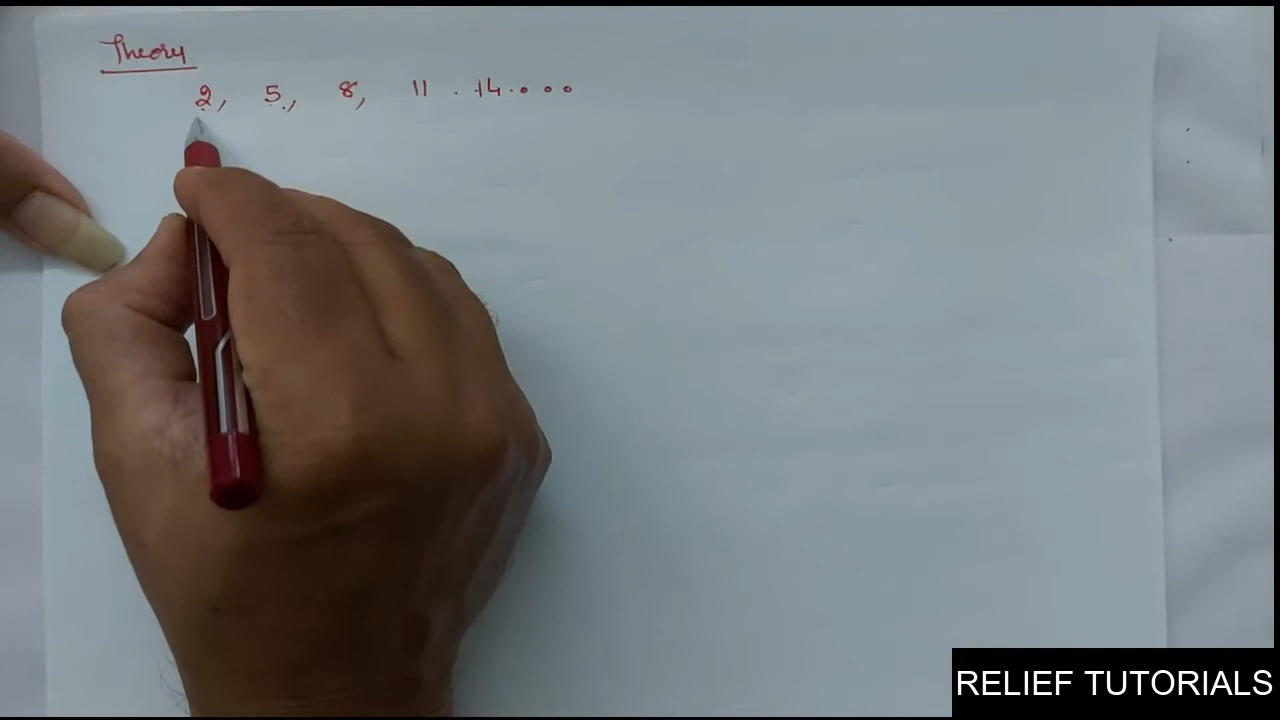 Theory
2, 5, 8, 11 . 14....
RELIEF TUTORIALS